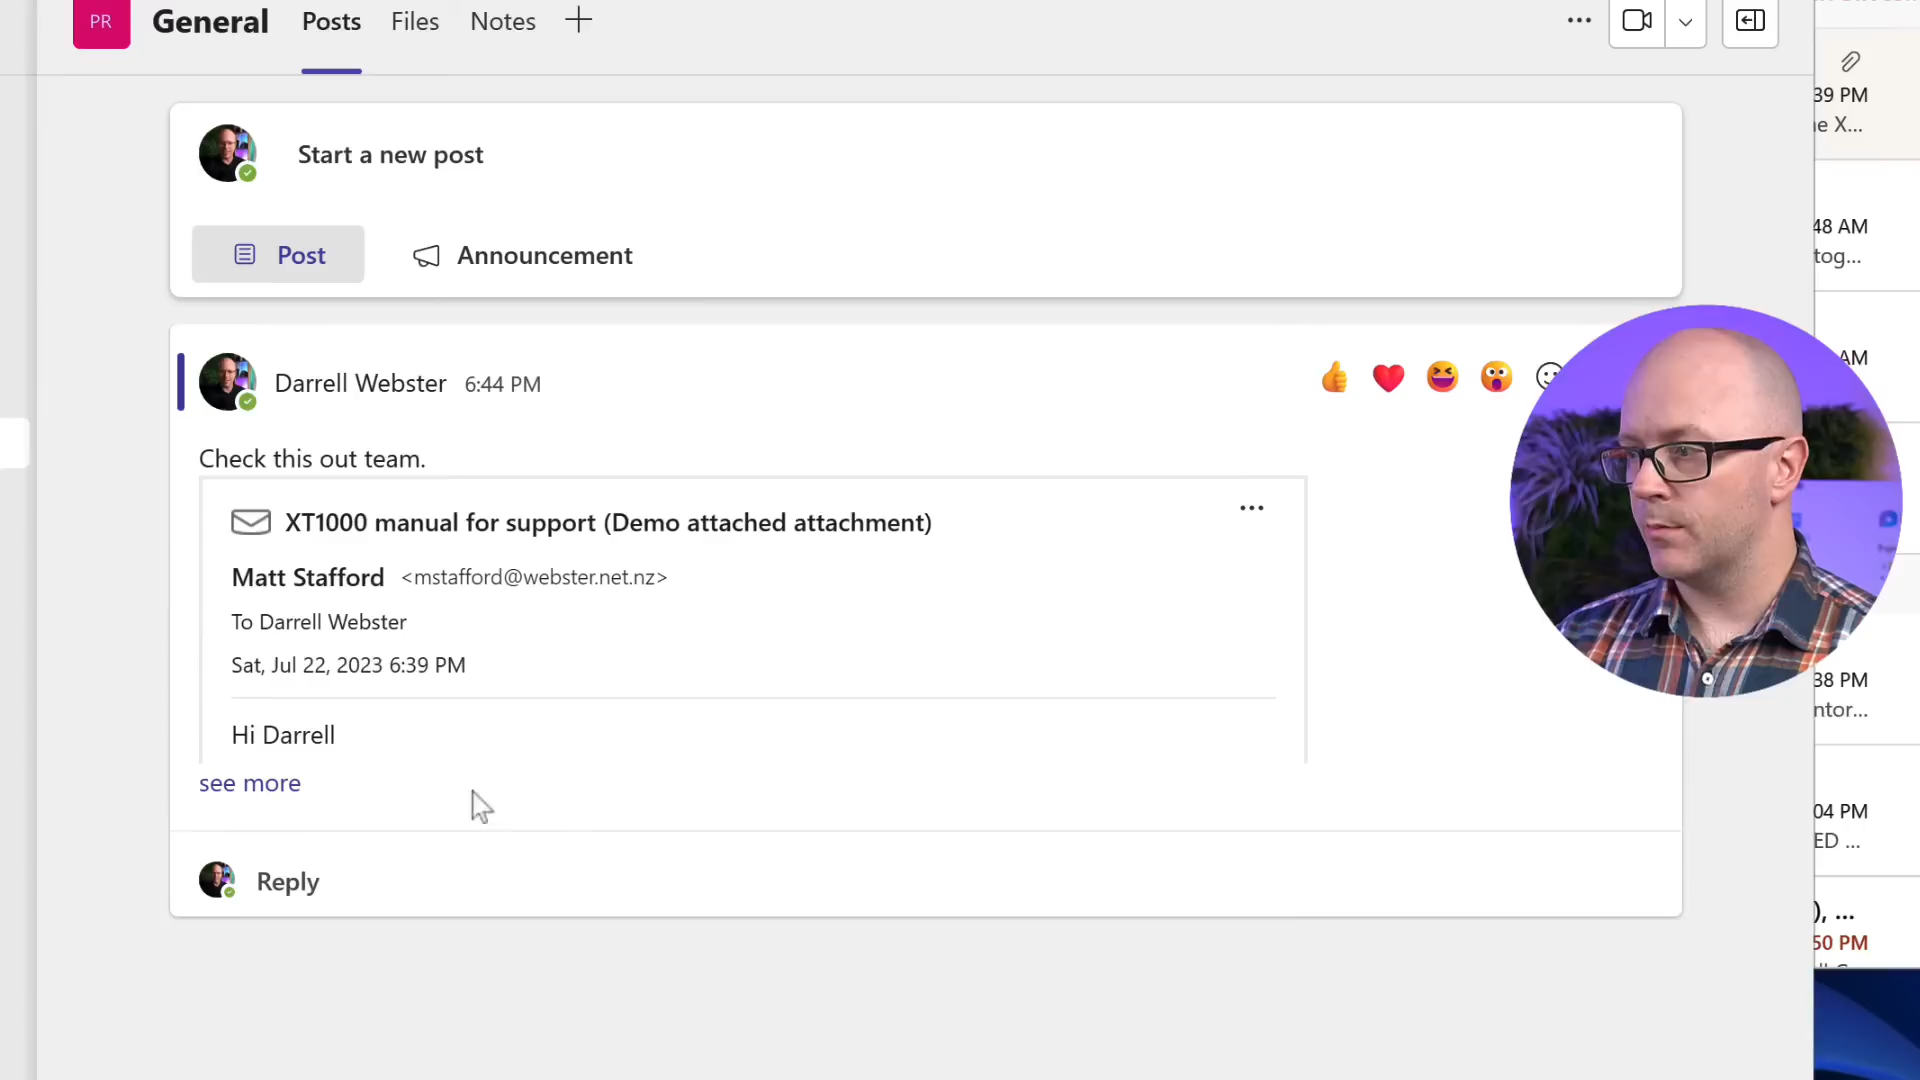 PR General Posts Files Notes
Start a new post
Post Announcement
Darrell Webster 6:44 PM
Check this out team.
XT1000 manual for support (Demo attached attachment)
Matt Stafford <mstafford@webster.net.nz>
To Darrell Webster
Sat, Jul 22, 2023 6:39 PM
Hi Darrell
see more
Reply
39 PM
e X...
48 AM
tog...
AM
38 PM
ntor...
04 PM
ED ...
), ...
50 PM